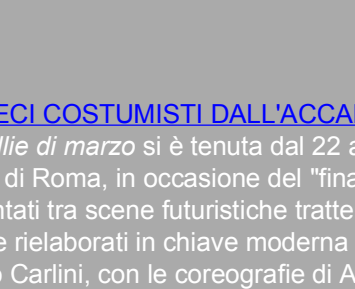 ECI COSTUMISTI DALL'ACCA
llie di marzo si è tenuta dal 22 a
di Roma, in occasione del "fina
ntati tra scene futuristiche tratte
e rielaborati in chiave moderna
Carlini, con le coreografie di A